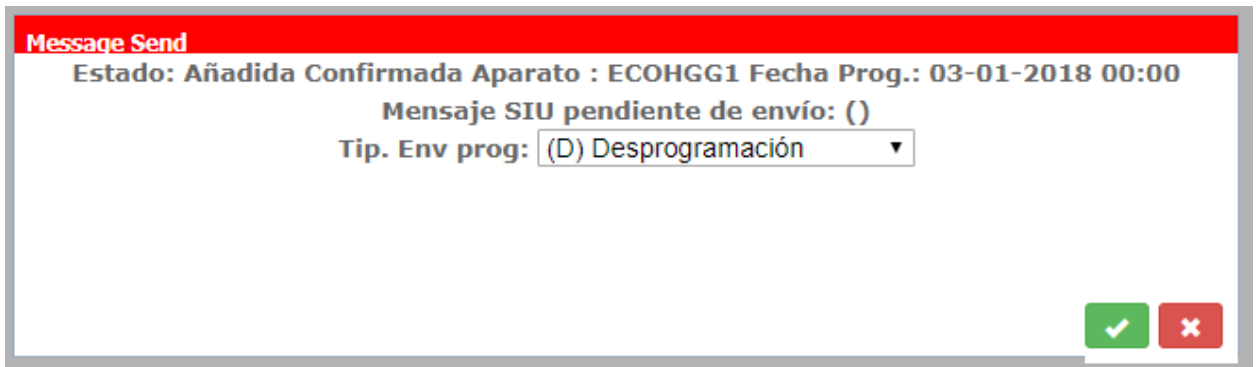 Message Send
Estado: Añadida Confirmada Aparato : ECOHGG1 Fecha Prog.: 03-01-2018 00:00
Mensaje SIU pendiente de envío: ()
Tip. Env prog: (D) Desprogramación